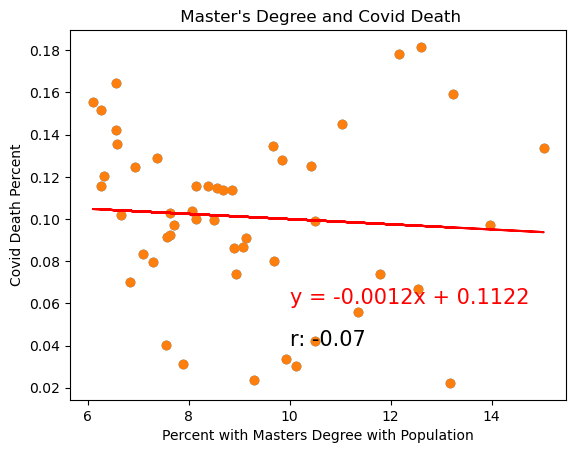 Master's Degree and Covid Death
0.18
0.16
0.14
0.12
0.10
0.08
0.06
0.04
0.02
Covid Death Percent
y = -0.0012x + 0.1122
r: -0.07
6 8 10 12 14
Percent with Masters Degree with Population